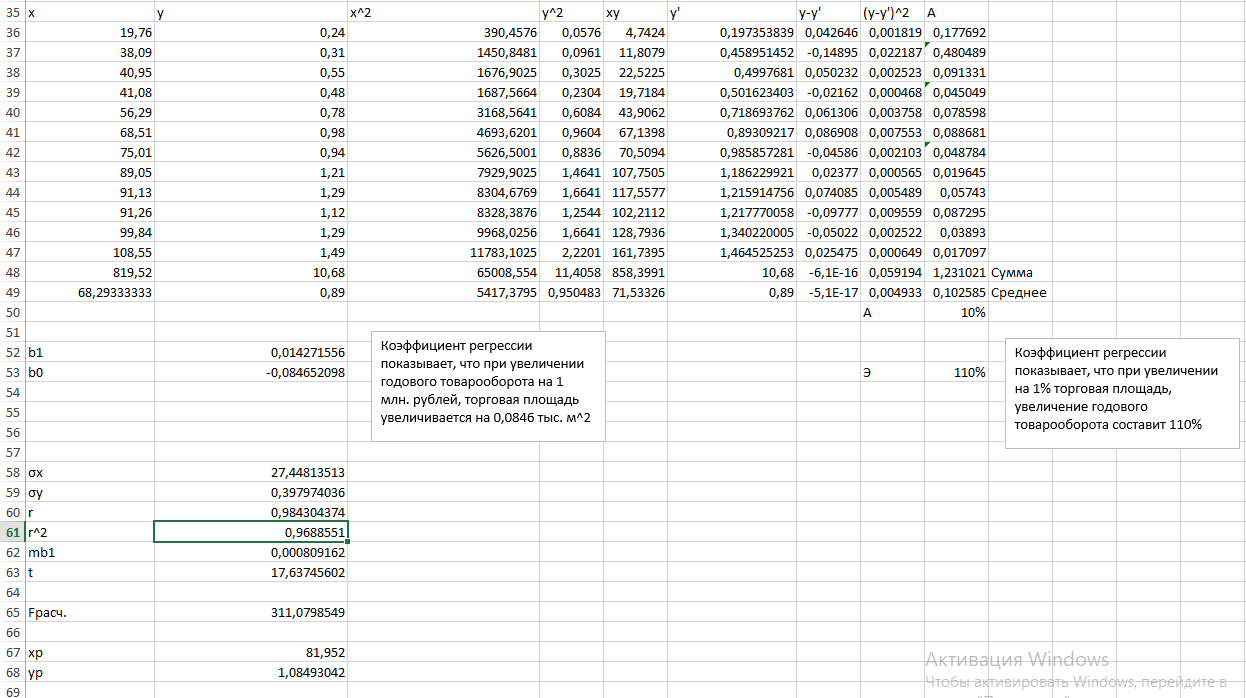 35 x y x^2 y^2 xy y' y-y' (y-y')^2 A
36 19,76 0,24 390,4576 0,0576 4,7424 0,197353839 0,042646 0,001819 0,177692
37 38,09 0,31 1450,8481 0,0961 11,8079 0,458951452 -0,14895 0,022187 0,480489
38 40,95 0,55 1676,9025 0,3025 22,5225 0,4997681 0,050232 0,002523 0,091331
39 41,08 0,48 1687,5664 0,2304 19,7184 0,501623403 -0,02162 0,000468 0,045049
40 56,29 0,78 3168,5641 0,6084 43,9062 0,718693762 0,061306 0,003758 0,078598
41 68,51 0,98 4693,6201 0,9604 67,1398 0,89309217 0,086908 0,007553 0,088681
42 75,01 0,94 5626,5001 0,8836 70,5094 0,985857281 -0,04586 0,002103 0,048784
43 89,05 1,21 7929,9025 1,4641 107,7505 1,186229921 0,02377 0,000565 0,019645
44 91,13 1,29 8304,6769 1,6641 117,5577 1,215914756 0,074085 0,005489 0,05743
45 91,26 1,12 8328,3876 1,2544 102,2112 1,217770058 -0,09777 0,009559 0,087295
46 99,84 1,29 9968,0256 1,6641 128,7936 1,340220005 -0,05022 0,002522 0,03893
47 108,55 1,49 11783,1025 2,2201 161,7395 1,464525253 0,025475 0,000649 0,017097
48 819,52 10,68 65008,554 11,4058 858,3991 10,68 -6,1E-16 0,059194 1,231021 Сумма
49 68,29333333 0,89 5417,3795 0,950483 71,53326 0,89 -5,1E-17 0,004933 0,102585 Среднее
50 А 10%
51
52 b1 0,014271556
53 b0 -0,084652098 Э 110%
Коэффициент регрессии
показывает, что при увеличении
годового товарооборота на 1
млн. рублей, торговая площадь
увеличивается на 0,0846 тыс. м^2
Коэффициент регрессии
показывает, что при увеличении
на 1% торговая площадь,
увеличение годового
товарооборота составит 110%
54
55
56
57
58 σx 27,44813513
59 σy 0,397974036
60 r 0,984304374
61 r^2 0,9688551
62 mb1 0,000809162
63 t 17,63745602
64
65 Fрасч. 311,0798549
66
67 xp 81,952
68 yp 1,08493042
69
Активация Windows
Чтобы активировать Windows, перейдите в